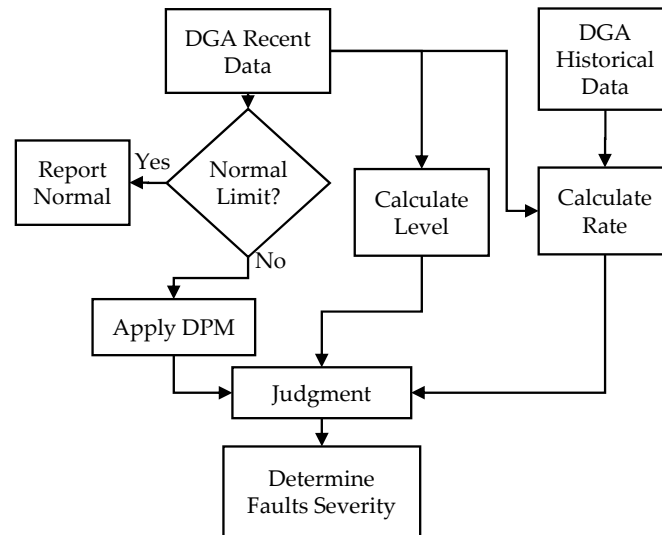 DGA Recent
Data
DGA
Historical
Data
Report
Normal
Yes
Normal
Limit?
Calculate
Level
Calculate
Rate
No
Apply DPM
Judgment
Determine
Faults Severity